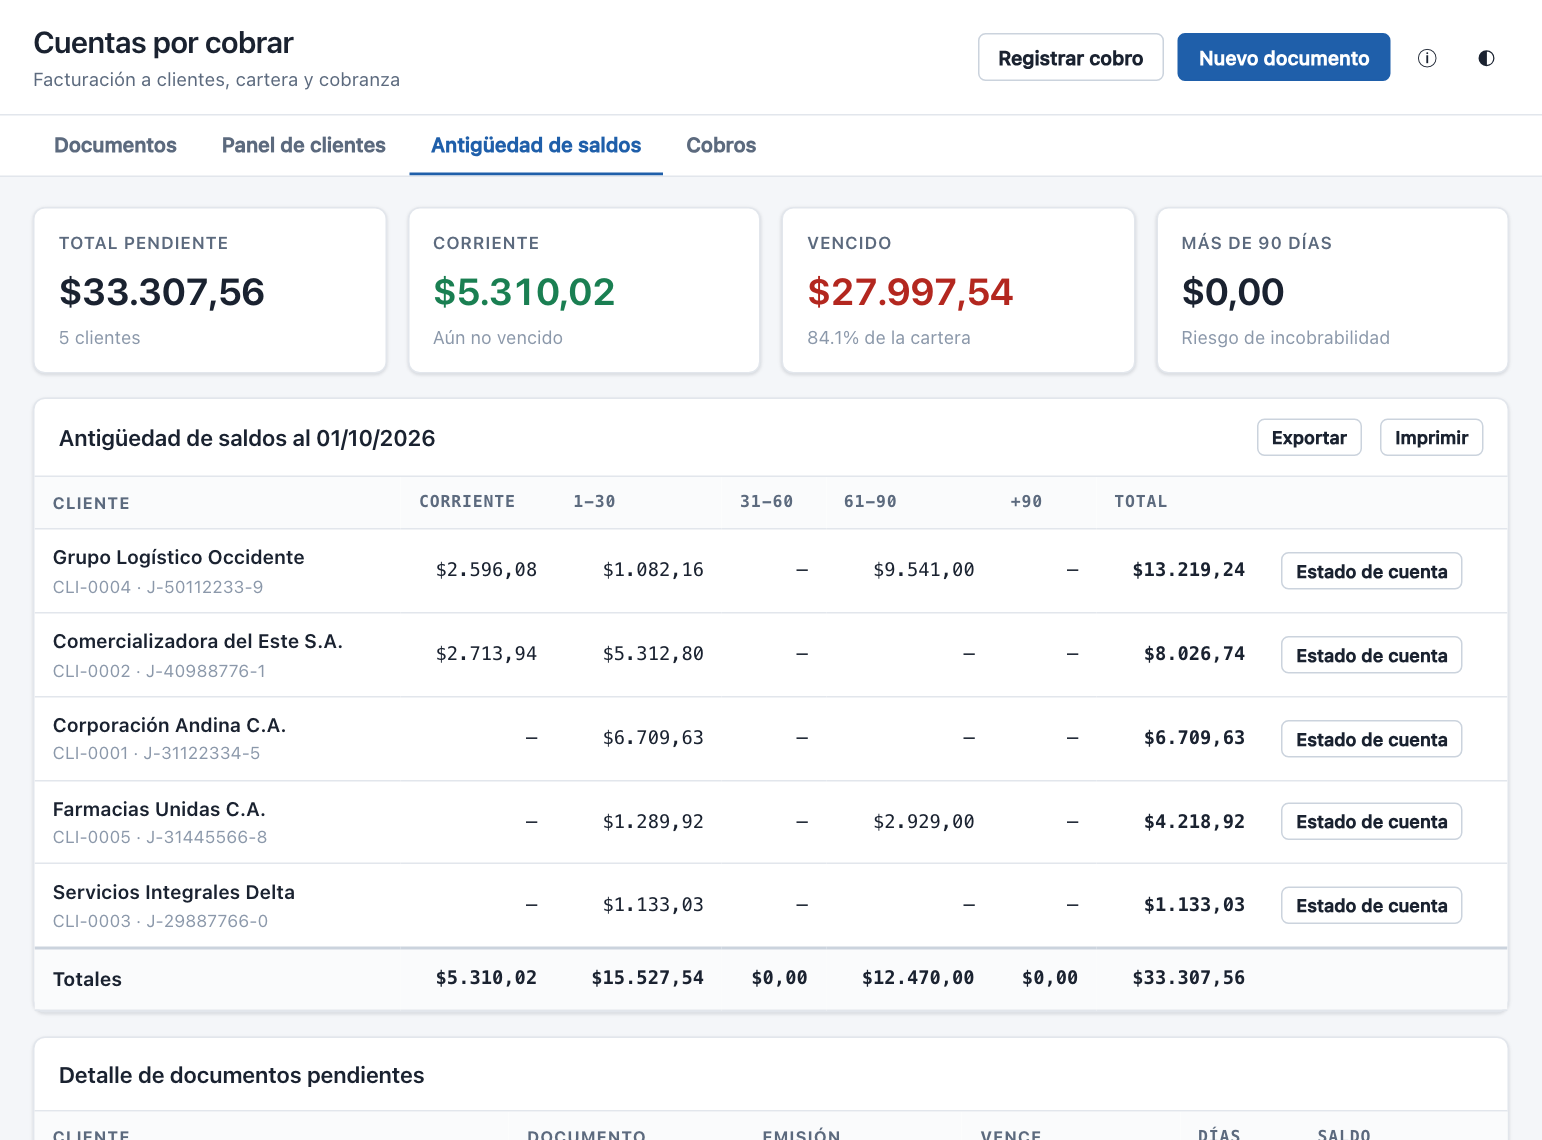 Cuentas por cobrar
Facturación a clientes, cartera y cobranza
Registrar cobro
Nuevo documento
Documentos
Panel de clientes
Antigüedad de saldos
Cobros
TOTAL PENDIENTE
$33.307,56
5 clientes
CORRIENTE
$5.310,02
Aún no vencido
VENCIDO
$27.997,54
84.1% de la cartera
MÁS DE 90 DÍAS
$0,00
Riesgo de incobrabilidad
Antigüedad de saldos al 01/10/2026
Exportar
Imprimir
CLIENTE CORRIENTE 1–30 31–60 61–90 +90 TOTAL
Grupo Logístico Occidente
CLI-0004 · J-50112233-9
$2.596,08 $1.082,16 – $9.541,00 – $13.219,24 Estado de cuenta
Comercializadora del Este S.A.
CLI-0002 · J-40988776-1
$2.713,94 $5.312,80 – – – $8.026,74 Estado de cuenta
Corporación Andina C.A.
CLI-0001 · J-31122334-5
– $6.709,63 – – – $6.709,63 Estado de cuenta
Farmacias Unidas C.A.
CLI-0005 · J-31445566-8
– $1.289,92 – $2.929,00 – $4.218,92 Estado de cuenta
Servicios Integrales Delta
CLI-0003 · J-29887766-0
– $1.133,03 – – – $1.133,03 Estado de cuenta
Totales $5.310,02 $15.527,54 $0,00 $12.470,00 $0,00 $33.307,56
Detalle de documentos pendientes
CLIENTE DOCUMENTO EMISIÓN VENCE DÍAS SALDO